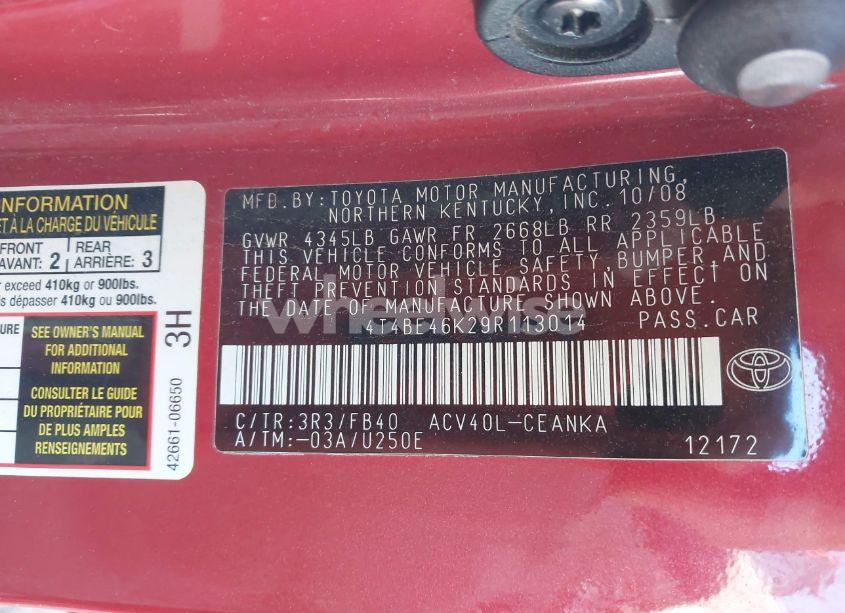 INFORMATION
ET À LA CHARGE DU VÉHICULE
FRONT
AVANT: 2
REAR
ARRIÈRE: 3
exceed 410kg or 900lbs.
dépasser 410kg ou 900lbs.
SEE OWNER'S MANUAL
FOR ADDITIONAL
INFORMATION
CONSULTER LE GUIDE
DU PROPRIÉTAIRE POUR
DE PLUS AMPLES
RENSEIGNEMENTS
3H
42661-06650
MFD.BY: TOYOTA MOTOR MANUFACTURING,
NORTHERN KENTUCKY, INC. 10/08
GVWR 4345LB GAWR FR 2668LB RR 2359LB
THIS VEHICLE CONFORMS TO ALL APPLICABLE
FEDERAL MOTOR VEHICLE SAFETY, BUMPER, AND
THEFT PREVENTION STANDARDS IN EFFECT ON
THE DATE OF MANUFACTURE SHOWN ABOVE.
4T4BE46K29R113014 PASS.CAR
C/TR:3R3/FB40 ACV40L-CEANKA
A/TM:-03A/U250E
12172
wheelwise